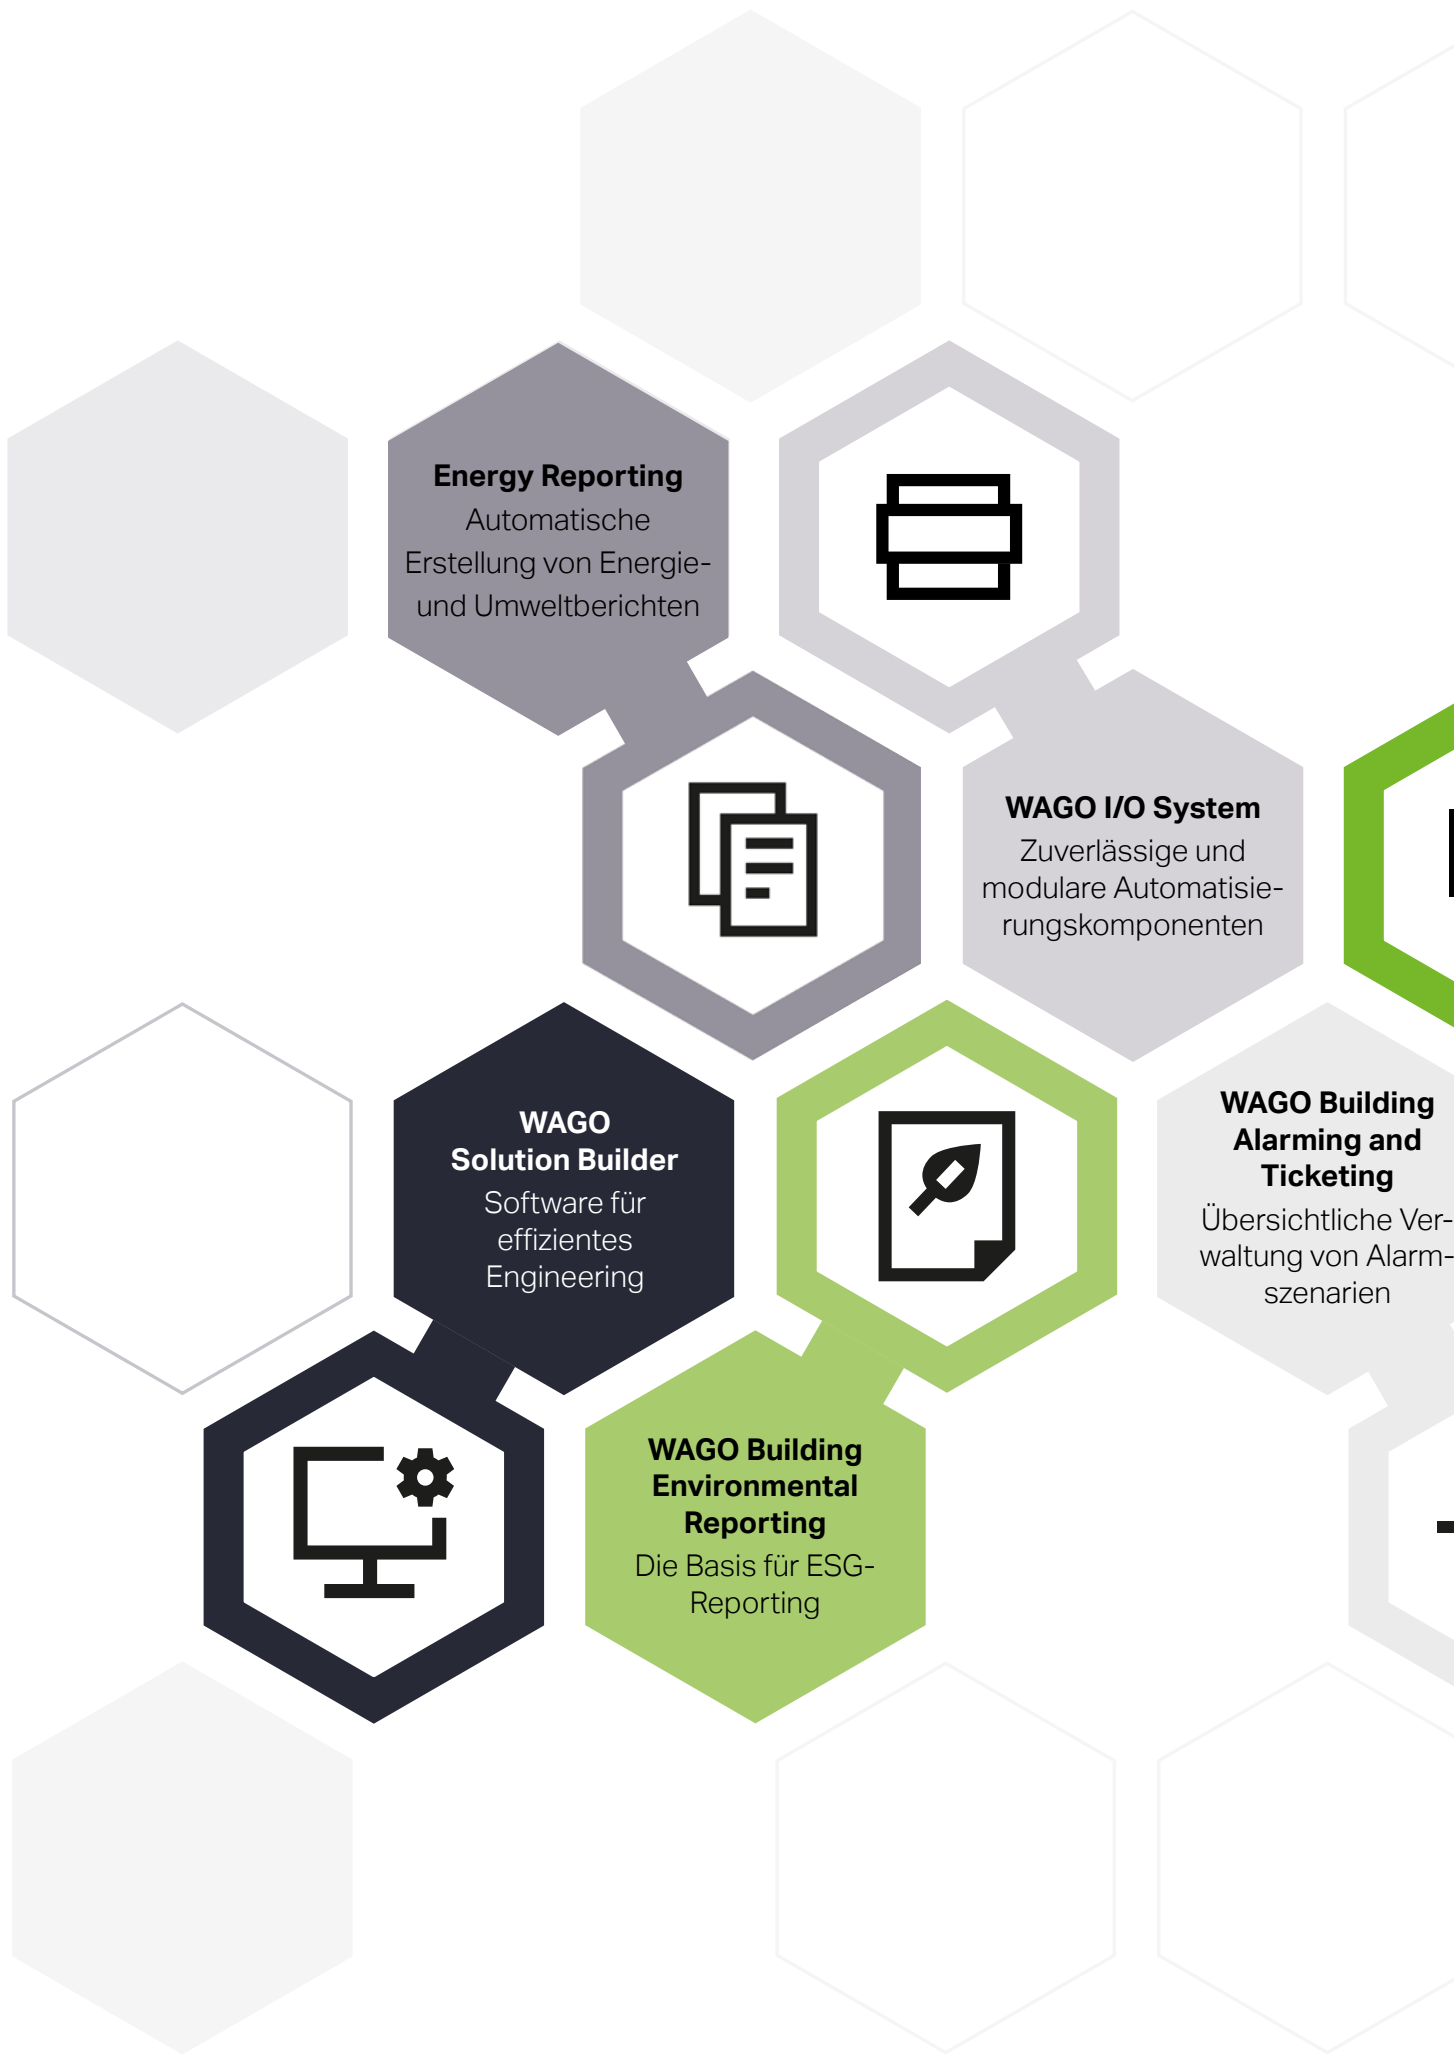 Energy Reporting
Automatische
Erstellung von Energie-
und Umweltberichten
WAGO I/O System
Zuverlässige und
modulare Automatisie-
rungskomponenten
WAGO
Solution Builder
Software für
effizientes
Engineering
WAGO Building
Alarming and
Ticketing
Übersichtliche Ver-
waltung von Alarm-
szenarien
WAGO Building
Environmental
Reporting
Die Basis für ESG-
Reporting